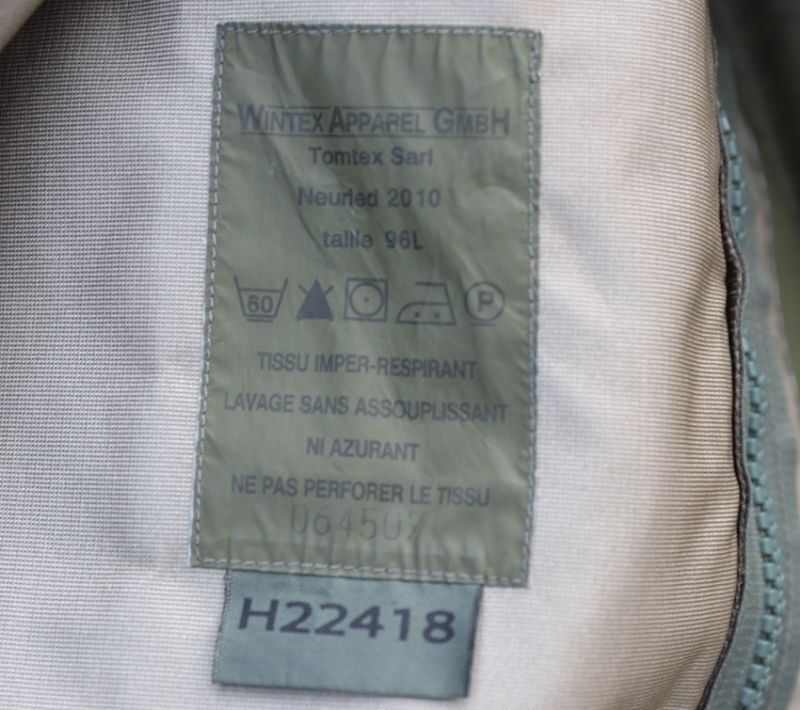 WINTEX APPAREL GMBH
Tomtex Sarl
Neuried 2010
taille 96L
60 P
TISSU IMPER-RESPIRANT
LAVAGE SANS ASSOUPLISSANT
NI AZURANT
NE PAS PERFORER LE TISSU
064507
H22418